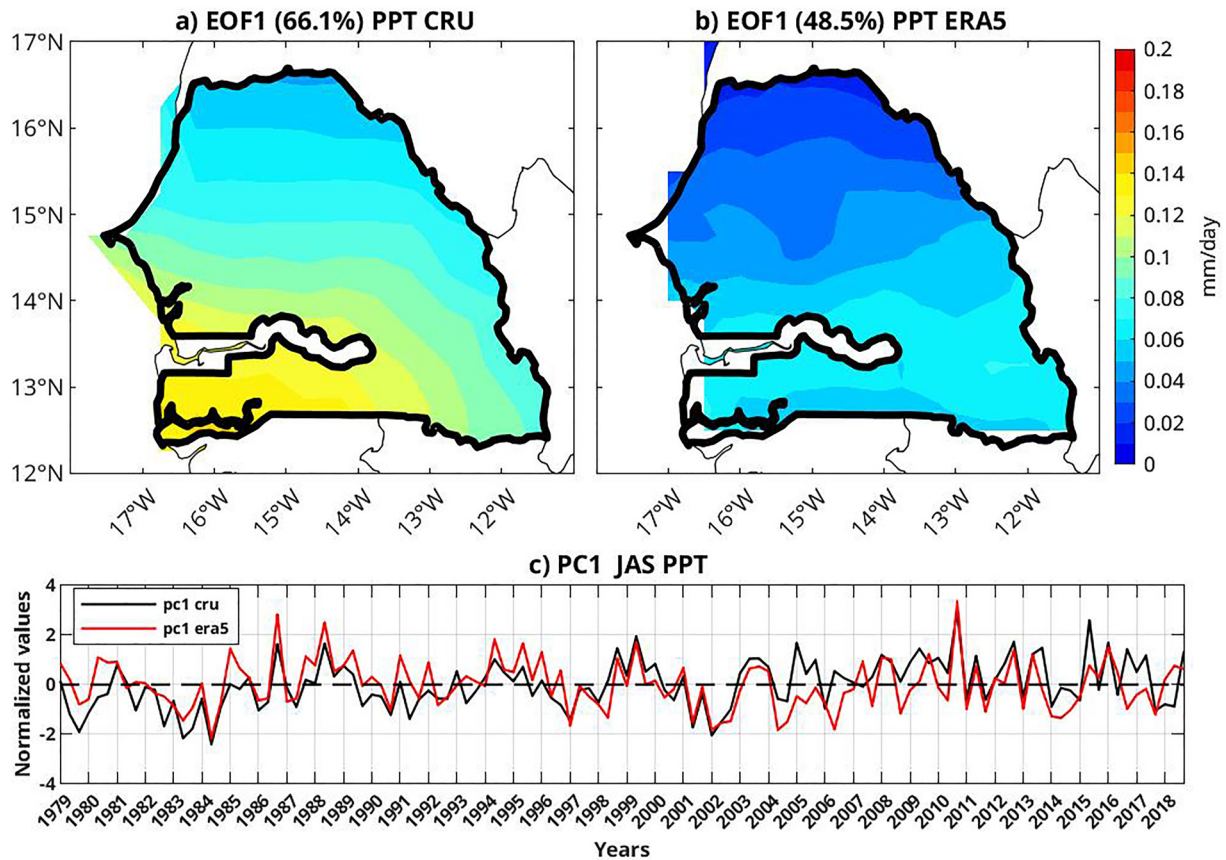 a) EOF1 (66.1%) PPT CRU
b) EOF1 (48.5%) PPT ERA5
17°N
16°N
15°N
14°N
13°N
12°N
17°W
16°W
15°W
14°W
13°W
12°W
17°W
16°W
15°W
14°W
13°W
12°W
0.2
0.18
0.16
0.14
0.12
0.1
0.08
0.06
0.04
0.02
0
mm/day
c) PC1 JAS PPT
Normalized values
4
2
0
-2
-4
pc1 cru
pc1 era5
1979 1980 1981 1982 1983 1984 1985 1986 1987 1988 1989 1990 1991 1992 1993 1994 1995 1996 1997 1998 1999 2000 2001 2002 2003 2004 2005 2006 2007 2008 2009 2010 2011 2012 2013 2014 2015 2016 2017 2018
Years